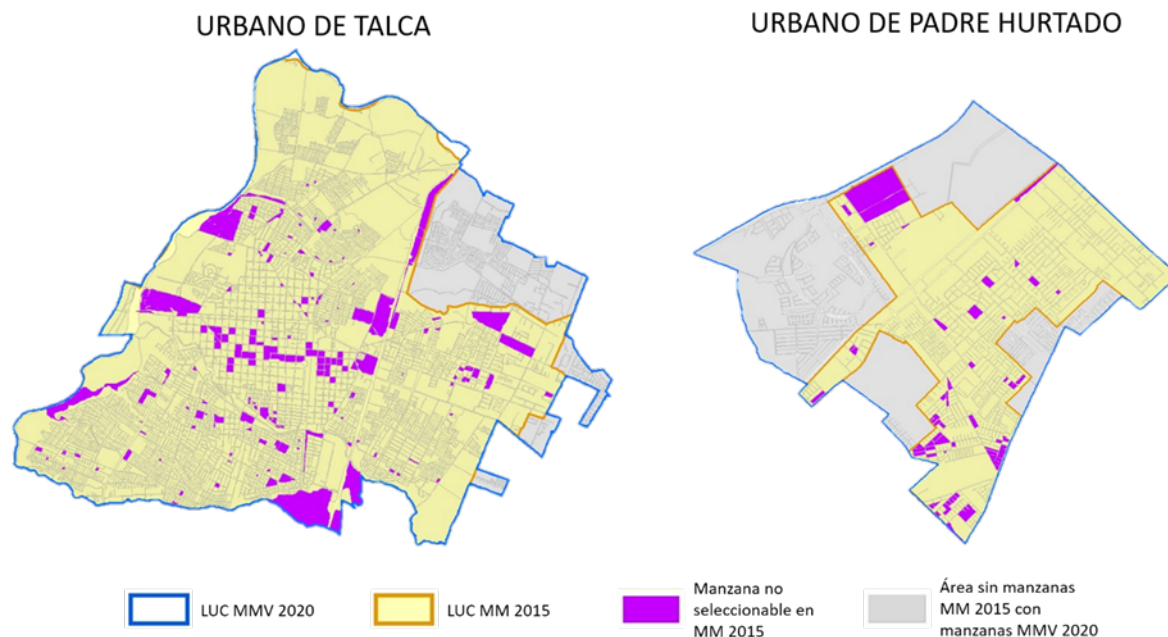 URBANO DE TALCA
URBANO DE PADRE HURTADO
LUC MMV 2020
LUC MM 2015
Manzana no
seleccionable en
MM 2015
Área sin manzanas
MM 2015 con
manzanas MMV 2020